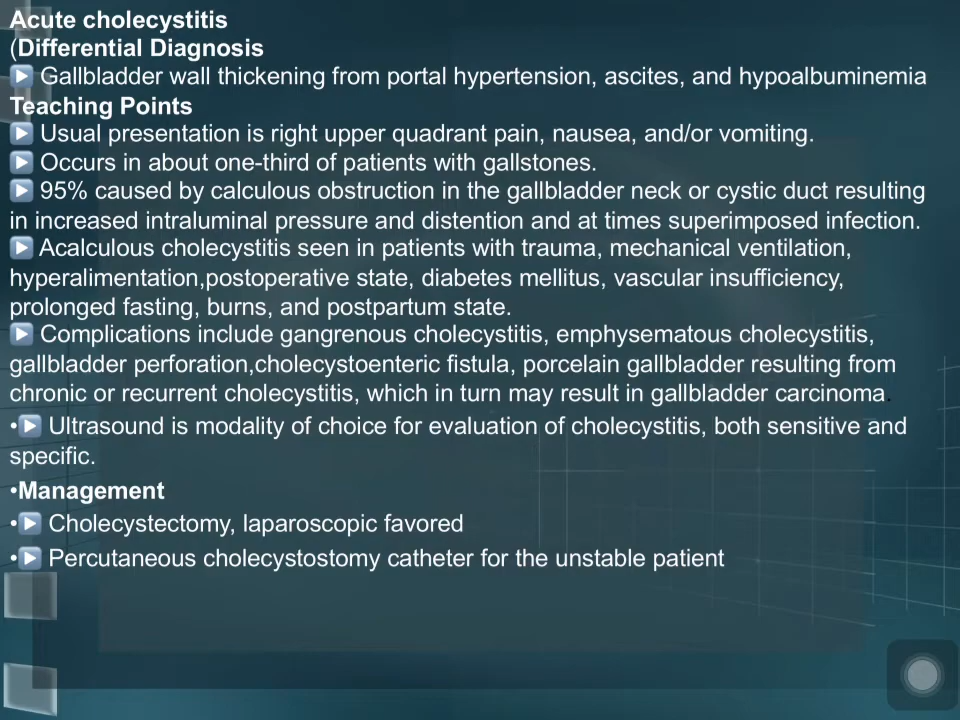 Acute cholecystitis
(Differential Diagnosis
▶ Gallbladder wall thickening from portal hypertension, ascites, and hypoalbuminemia
Teaching Points
▶ Usual presentation is right upper quadrant pain, nausea, and/or vomiting.
▶ Occurs in about one-third of patients with gallstones.
▶ 95% caused by calculous obstruction in the gallbladder neck or cystic duct resulting
in increased intraluminal pressure and distention and at times superimposed infection.
▶ Acalculous cholecystitis seen in patients with trauma, mechanical ventilation,
hyperalimentation,postoperative state, diabetes mellitus, vascular insufficiency,
prolonged fasting, burns, and postpartum state.
▶ Complications include gangrenous cholecystitis, emphysematous cholecystitis,
gallbladder perforation,cholecystoenteric fistula, porcelain gallbladder resulting from
chronic or recurrent cholecystitis, which in turn may result in gallbladder carcinoma.
•▶ Ultrasound is modality of choice for evaluation of cholecystitis, both sensitive and
specific.
•Management
•▶ Cholecystectomy, laparoscopic favored
•▶ Percutaneous cholecystostomy catheter for the unstable patient